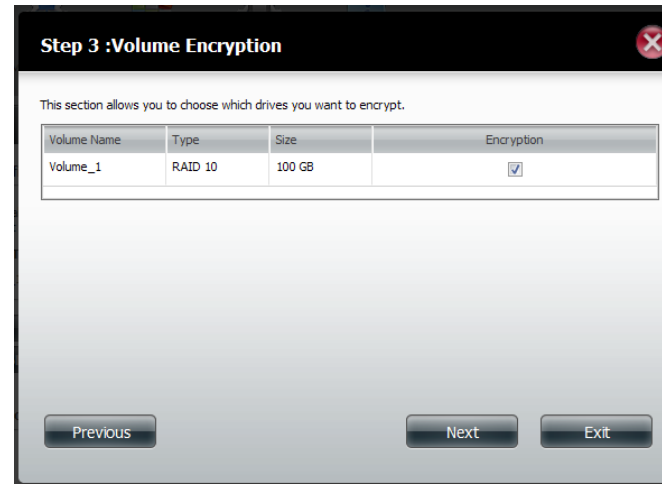 Step 3 :Volume Encryption
This section allows you to choose which drives you want to encrypt.
Volume Name Type Size Encryption
Volume_1 RAID 10 100 GB
Previous Next Exit